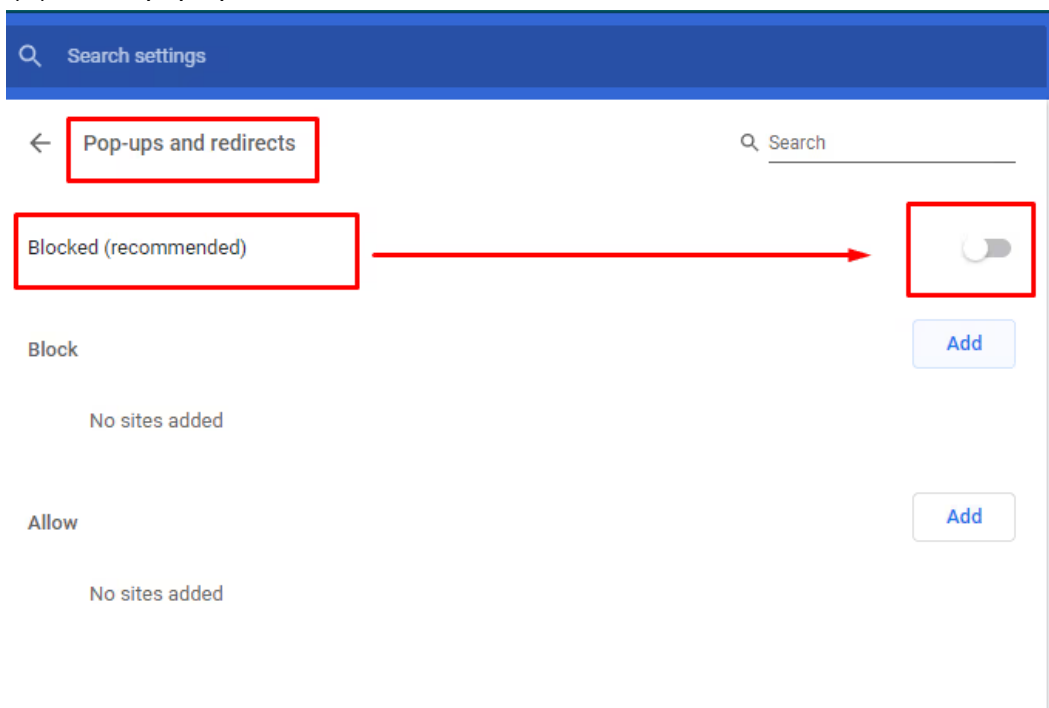 Search settings
Pop-ups and redirects
Search
Blocked (recommended)
Block
Add
No sites added
Allow
Add
No sites added